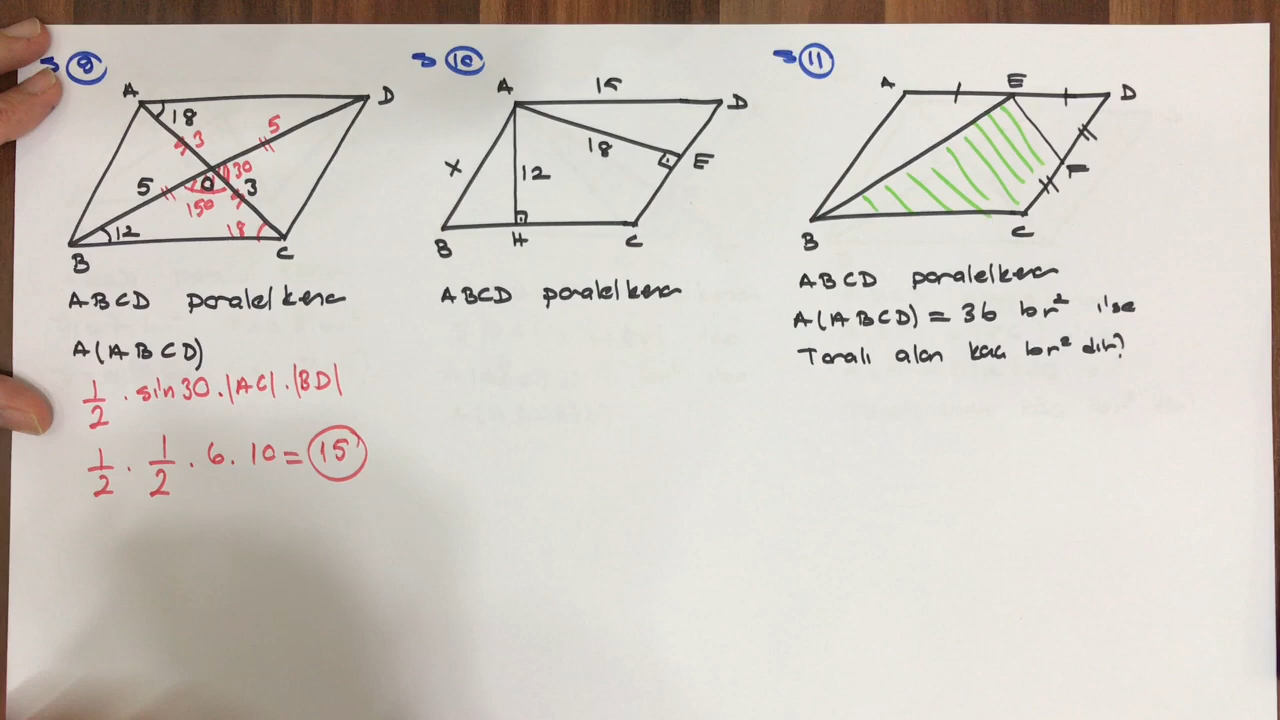 S 9
A
D
18
3
5
5
O
30
3
150
12
18
B
C
ABCD paralelkenar
A(ABCD)
1/2 . sin30 . |AC| . |BD|
1/2 . 1/2 . 6 . 10 = 15
S 10
A
15
D
x
18
E
12
B
H
C
ABCD paralelkenar
S 11
A
E
D
F
B
C
ABCD paralelkenar
A(ABCD) = 36 br² ise
Taralı alan kaç br² dir?